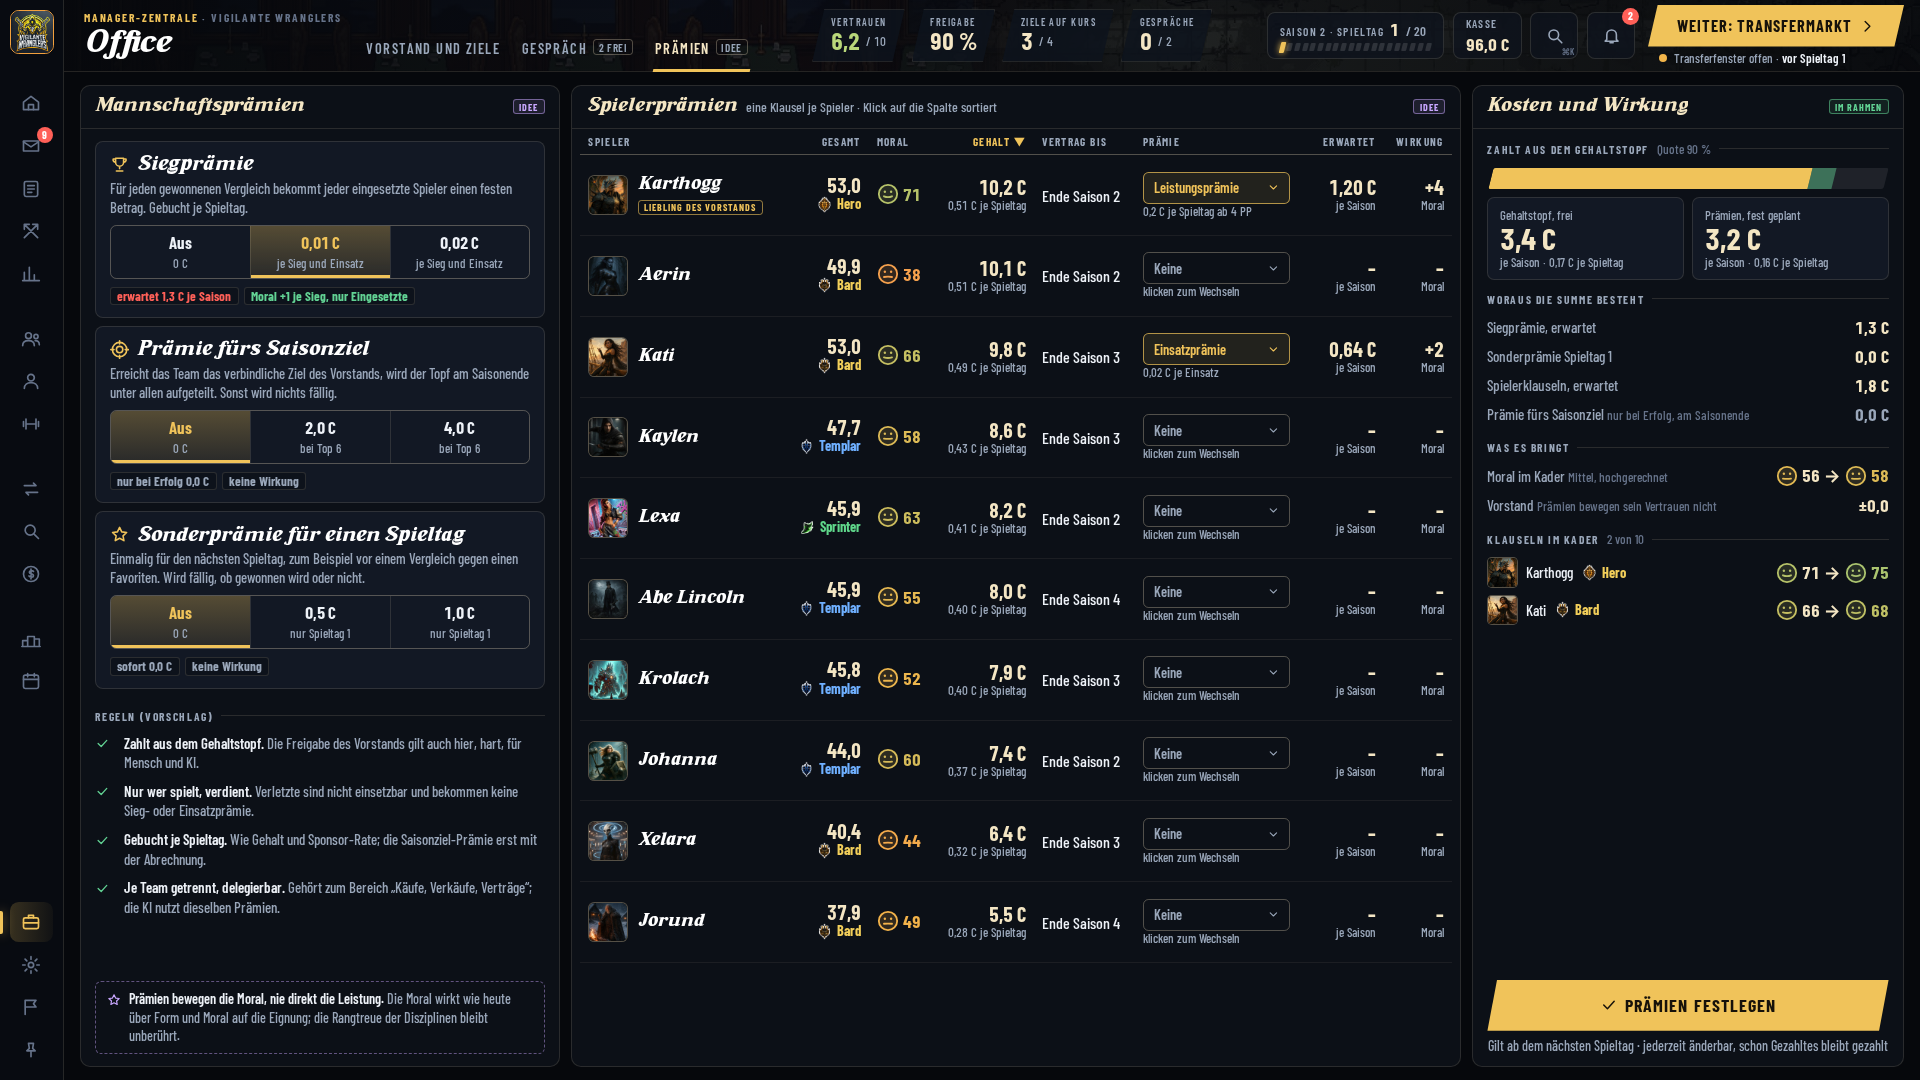 MANAGER-ZENTRALE · VIGILANTE WRANGLERS
Office
VORSTAND UND ZIELE
GESPRÄCH 2 FREI
PRÄMIEN IDEE
VERTRAUEN
6,2 / 10
FREIGABE
90 %
ZIELE AUF KURS
3 / 4
GESPRÄCHE
0 / 2
SAISON 2 · SPIELTAG 1 / 20
KASSE
96,0 C
⌘K
2
WEITER: TRANSFERMARKT
Transferfenster offen · vor Spieltag 1
9
Mannschaftsprämien
IDEE
Siegprämie
Für jeden gewonnenen Vergleich bekommt jeder eingesetzte Spieler einen festen
Betrag. Gebucht je Spieltag.
Aus
0 C
0,01 C
je Sieg und Einsatz
0,02 C
je Sieg und Einsatz
erwartet 1,3 C je Saison
Moral +1 je Sieg, nur Eingesetzte
Prämie fürs Saisonziel
Erreicht das Team das verbindliche Ziel des Vorstands, wird der Topf am Saisonende
unter allen aufgeteilt. Sonst wird nichts fällig.
Aus
0 C
2,0 C
bei Top 6
4,0 C
bei Top 6
nur bei Erfolg 0,0 C
keine Wirkung
Sonderprämie für einen Spieltag
Einmalig für den nächsten Spieltag, zum Beispiel vor einem Vergleich gegen einen
Favoriten. Wird fällig, ob gewonnen wird oder nicht.
Aus
0 C
0,5 C
nur Spieltag 1
1,0 C
nur Spieltag 1
sofort 0,0 C
keine Wirkung
REGELN (VORSCHLAG)
Zahlt aus dem Gehaltstopf. Die Freigabe des Vorstands gilt auch hier, hart, für
Mensch und KI.
Nur wer spielt, verdient. Verletzte sind nicht einsetzbar und bekommen keine
Sieg- oder Einsatzprämie.
Gebucht je Spieltag. Wie Gehalt und Sponsor-Rate; die Saisonziel-Prämie erst mit
der Abrechnung.
Je Team getrennt, delegierbar. Gehört zum Bereich „Käufe, Verkäufe, Verträge“;
die KI nutzt dieselben Prämien.
Prämien bewegen die Moral, nie direkt die Leistung. Die Moral wirkt wie heute
über Form und Moral auf die Eignung; die Rangtreue der Disziplinen bleibt
unberührt.
Spielerprämien eine Klausel je Spieler · Klick auf die Spalte sortiert
IDEE
SPIELER GESAMT MORAL GEHALT ▼ VERTRAG BIS PRÄMIE ERWARTET WIRKUNG
Karthogg 53,0 71 10,2 C Ende Saison 2 Leistungsprämie 1,20 C +4
LIEBLING DES VORSTANDS Hero 0,51 C je Spieltag 0,2 C je Spieltag ab 4 PP je Saison Moral
Aerin 49,9 38 10,1 C Ende Saison 2 Keine – –
Bard 0,51 C je Spieltag klicken zum Wechseln je Saison Moral
Kati 53,0 66 9,8 C Ende Saison 3 Einsatzprämie 0,64 C +2
Bard 0,49 C je Spieltag 0,02 C je Einsatz je Saison Moral
Kaylen 47,7 58 8,6 C Ende Saison 3 Keine – –
Templar 0,43 C je Spieltag klicken zum Wechseln je Saison Moral
Lexa 45,9 63 8,2 C Ende Saison 2 Keine – –
Sprinter 0,41 C je Spieltag klicken zum Wechseln je Saison Moral
Abe Lincoln 45,9 55 8,0 C Ende Saison 4 Keine – –
Templar 0,40 C je Spieltag klicken zum Wechseln je Saison Moral
Krolach 45,8 52 7,9 C Ende Saison 3 Keine – –
Templar 0,40 C je Spieltag klicken zum Wechseln je Saison Moral
Johanna 44,0 60 7,4 C Ende Saison 2 Keine – –
Templar 0,37 C je Spieltag klicken zum Wechseln je Saison Moral
Xelara 40,4 44 6,4 C Ende Saison 3 Keine – –
Bard 0,32 C je Spieltag klicken zum Wechseln je Saison Moral
Jorund 37,9 49 5,5 C Ende Saison 4 Keine – –
Bard 0,28 C je Spieltag klicken zum Wechseln je Saison Moral
Kosten und Wirkung
IM RAHMEN
ZAHLT AUS DEM GEHALTSTOPF Quote 90 %
Gehaltstopf, frei
3,4 C
je Saison · 0,17 C je Spieltag
Prämien, fest geplant
3,2 C
je Saison · 0,16 C je Spieltag
WORAUS DIE SUMME BESTEHT
Siegprämie, erwartet 1,3 C
Sonderprämie Spieltag 1 0,0 C
Spielerklauseln, erwartet 1,8 C
Prämie fürs Saisonziel nur bei Erfolg, am Saisonende 0,0 C
WAS ES BRINGT
Moral im Kader Mittel, hochgerechnet 56 → 58
Vorstand Prämien bewegen sein Vertrauen nicht ±0,0
KLAUSELN IM KADER 2 von 10
Karthogg Hero 71 → 75
Kati Bard 66 → 68
PRÄMIEN FESTLEGEN
Gilt ab dem nächsten Spieltag · jederzeit änderbar, schon Gezahltes bleibt gezahlt